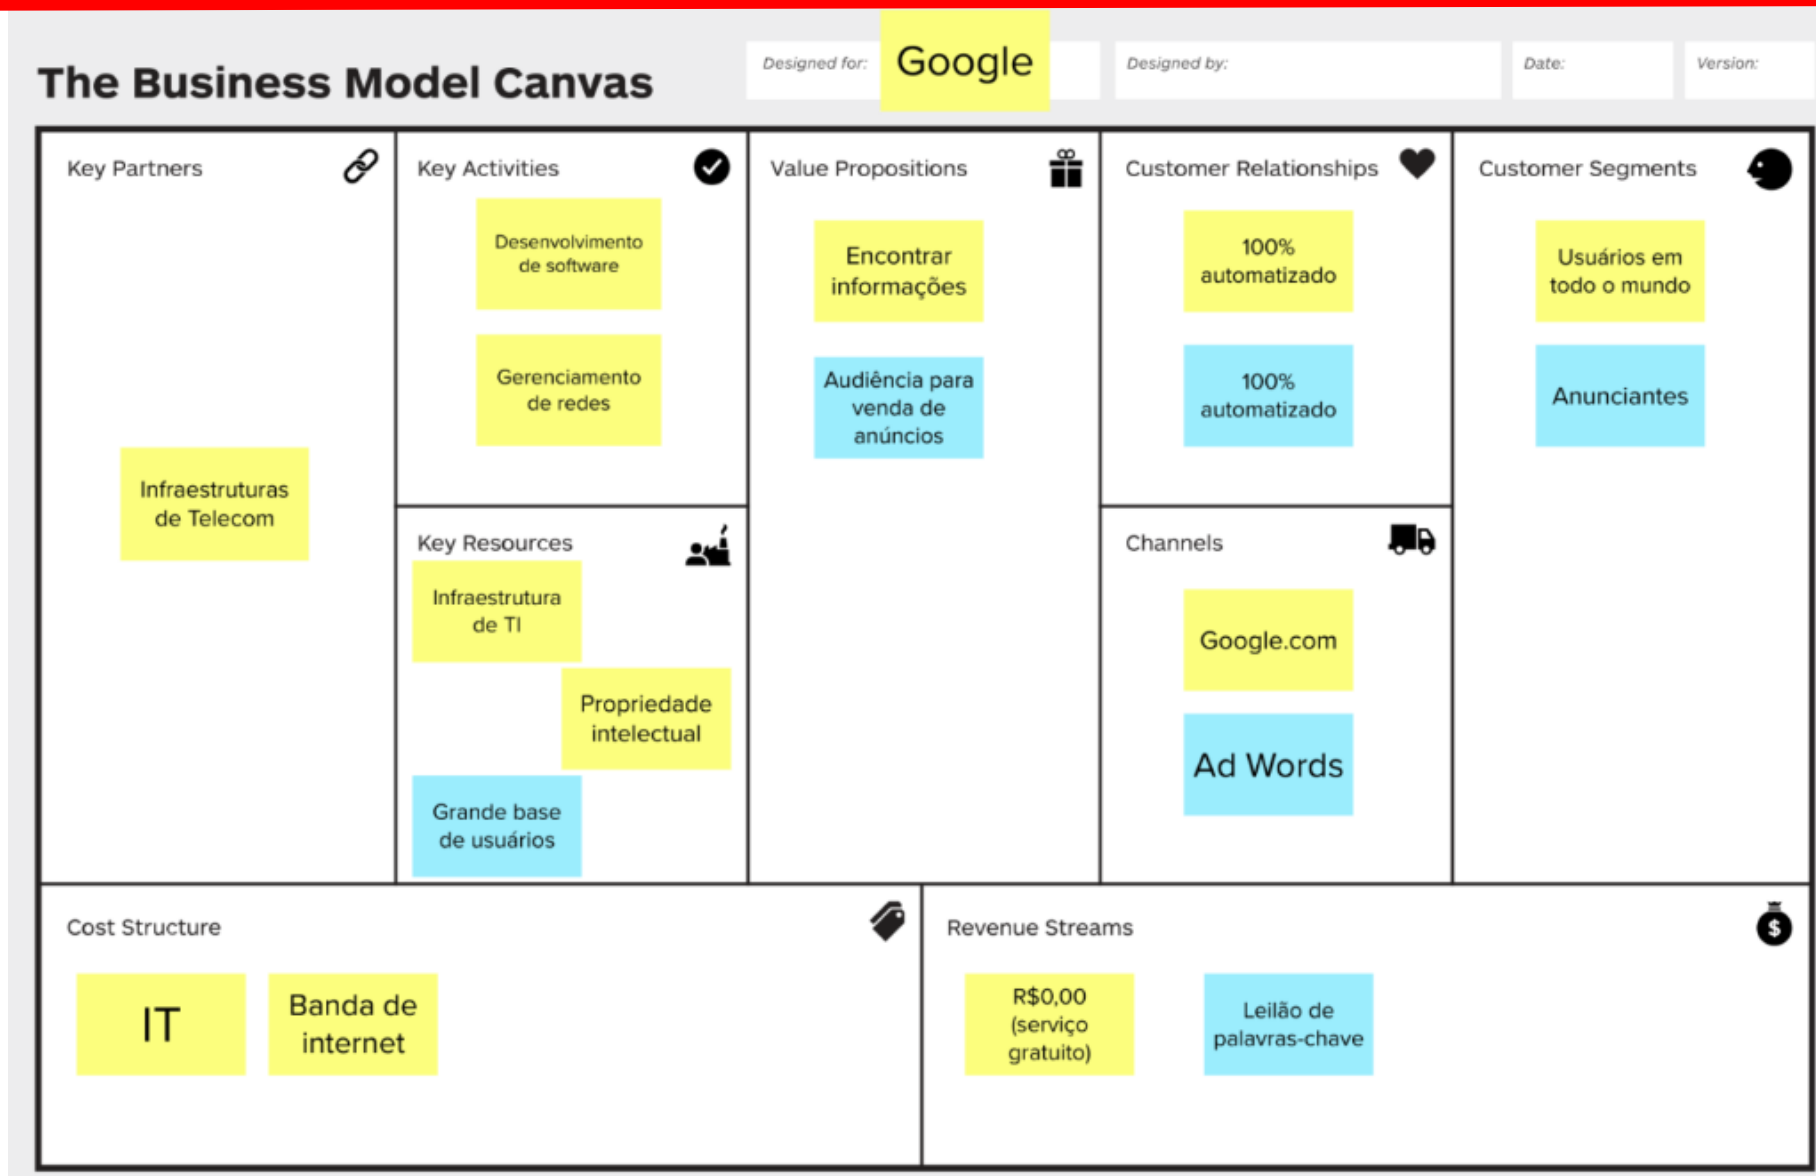 The Business Model Canvas
Designed for:
Google
Designed by:
Date:
Version:
Key Partners
Infraestruturas
de Telecom
Key Activities
Desenvolvimento
de software
Gerenciamento
de redes
Key Resources
Infraestrutura
de TI
Propriedade
intelectual
Grande base
de usuários
Value Propositions
Encontrar
informações
Audiência para
venda de
anúncios
Customer Relationships
100%
automatizado
100%
automatizado
Channels
Google.com
Ad Words
Customer Segments
Usuários em
todo o mundo
Anunciantes
Cost Structure
IT
Banda de
internet
Revenue Streams
$
R$0,00
(serviço
gratuito)
Leilão de
palavras-chave